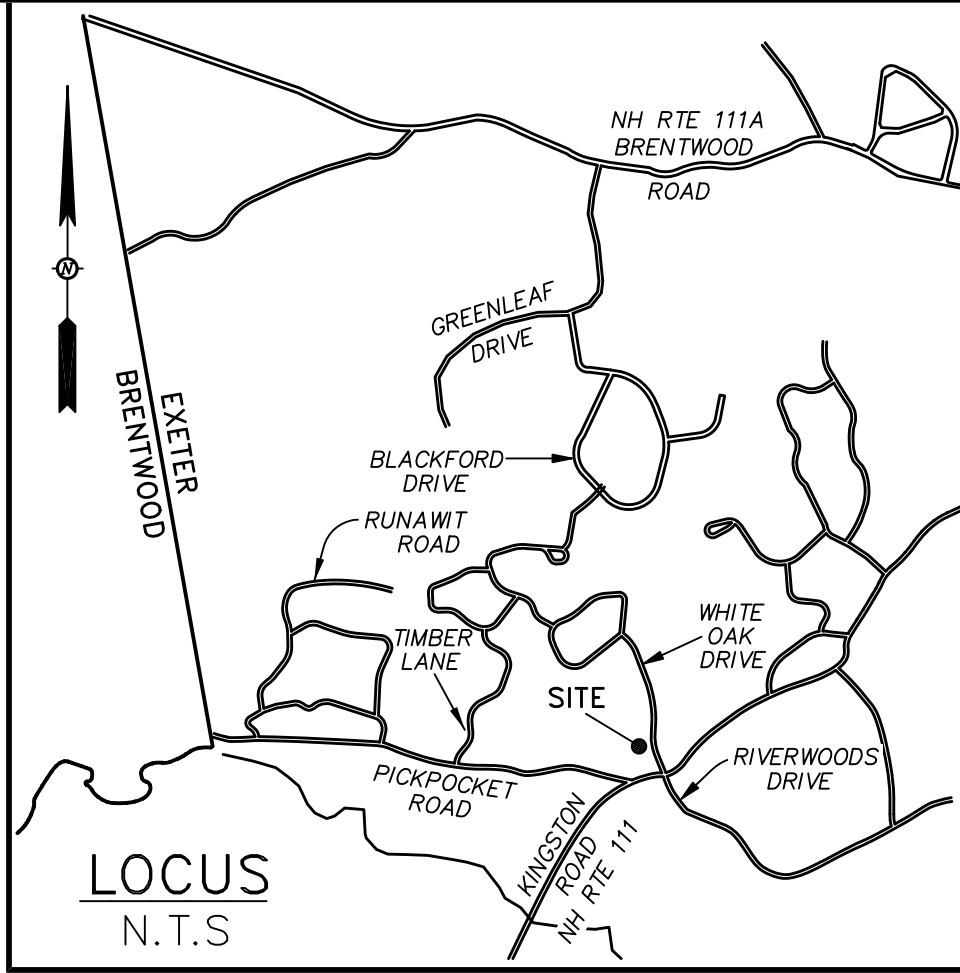 NH RTE 111A
BRENTWOOD
ROAD
N
GREENLEAF
DRIVE
EXETER
BRENTWOOD
BLACKFORD
DRIVE
RUNAWIT
ROAD
TIMBER
LANE
WHITE
OAK
DRIVE
SITE
RIVERWOODS
DRIVE
PICKPOCKET
ROAD
KINGSTON
ROAD
NH RTE 111
LOCUS
N.T.S